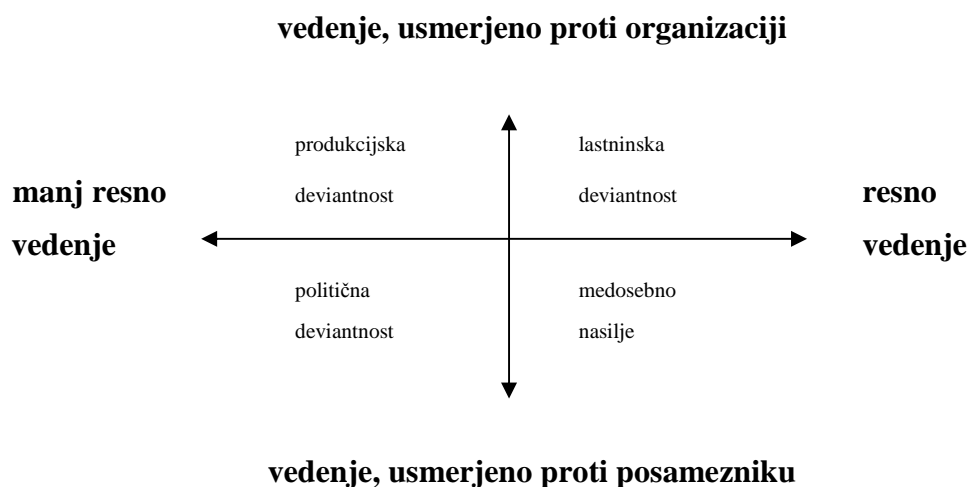 vedenje, usmerjeno proti organizaciji
produkcijska
deviantnost
lastninska
deviantnost
manj resno
vedenje
resno
vedenje
politična
deviantnost
medosebno
nasilje
vedenje, usmerjeno proti posamezniku